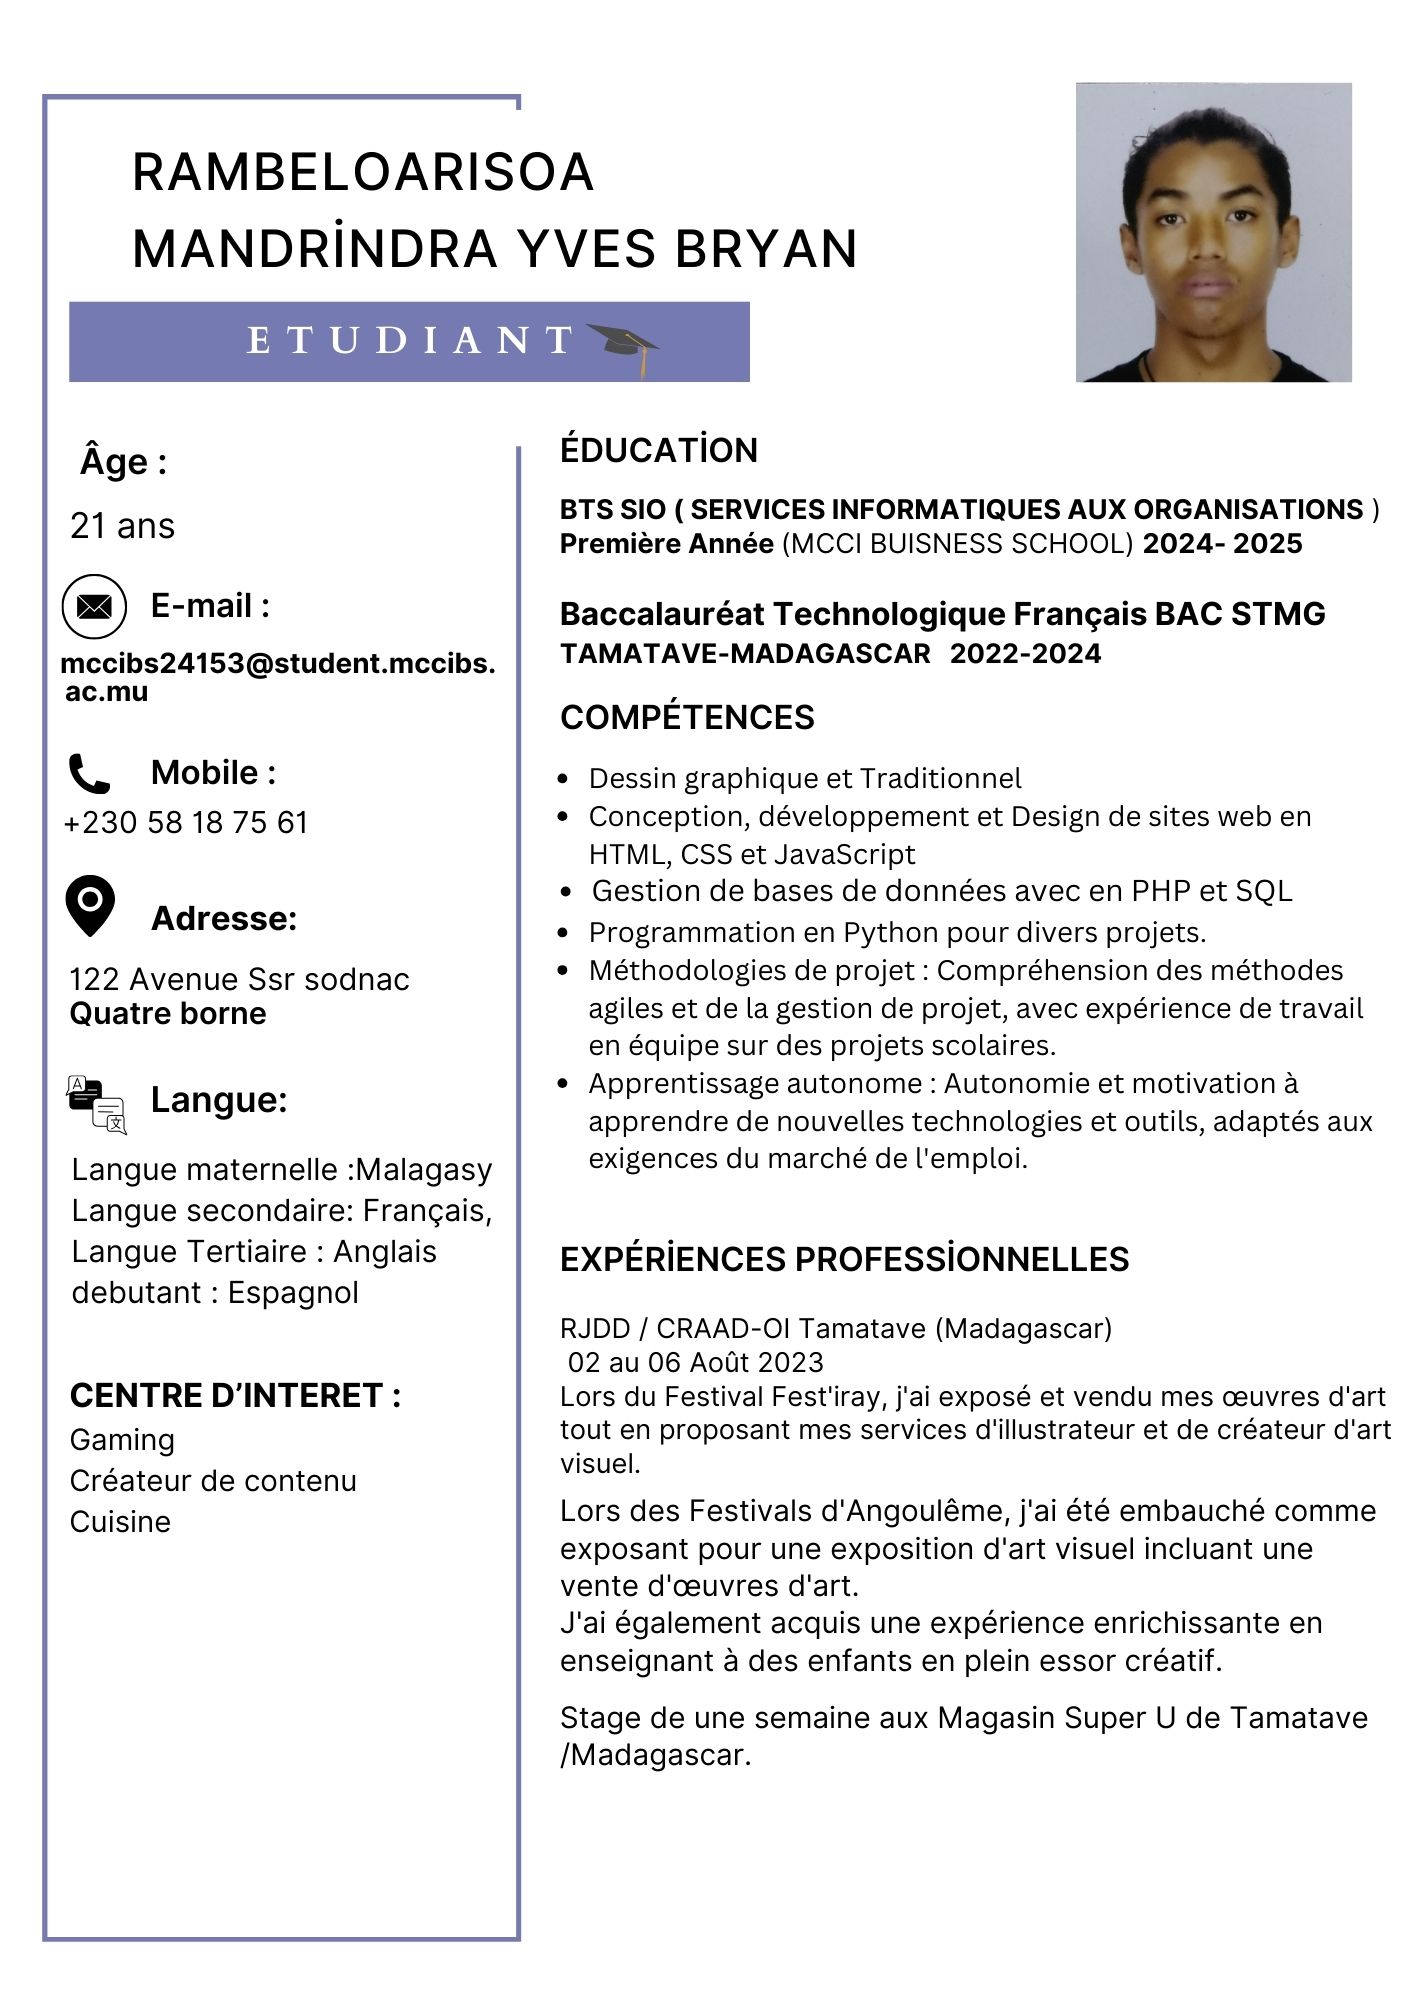 RAMBELOARISOA
MANDRİNDRA YVES BRYAN
ETUDIANT
Âge :
21 ans
E-mail :
mccibs24153@student.mccibs.
ac.mu
Mobile :
+230 58 18 75 61
Adresse:
122 Avenue Ssr sodnac
Quatre borne
A
文
Langue:
Langue maternelle :Malagasy
Langue secondaire: Français,
Langue Tertiaire : Anglais
debutant : Espagnol
CENTRE D’INTERET :
Gaming
Créateur de contenu
Cuisine
ÉDUCATİON
BTS SIO ( SERVICES INFORMATIQUES AUX ORGANISATIONS )
Première Année (MCCI BUISNESS SCHOOL) 2024- 2025
Baccalauréat Technologique Français BAC STMG
TAMATAVE-MADAGASCAR 2022-2024
COMPÉTENCES
• Dessin graphique et Traditionnel
• Conception, développement et Design de sites web en
HTML, CSS et JavaScript
• Gestion de bases de données avec en PHP et SQL
• Programmation en Python pour divers projets.
• Méthodologies de projet : Compréhension des méthodes
agiles et de la gestion de projet, avec expérience de travail
en équipe sur des projets scolaires.
• Apprentissage autonome : Autonomie et motivation à
apprendre de nouvelles technologies et outils, adaptés aux
exigences du marché de l'emploi.
EXPÉRİENCES PROFESSİONNELLES
RJDD / CRAAD-OI Tamatave (Madagascar)
02 au 06 Août 2023
Lors du Festival Fest'iray, j'ai exposé et vendu mes œuvres d'art
tout en proposant mes services d'illustrateur et de créateur d'art
visuel.
Lors des Festivals d'Angoulême, j'ai été embauché comme
exposant pour une exposition d'art visuel incluant une
vente d'œuvres d'art.
J'ai également acquis une expérience enrichissante en
enseignant à des enfants en plein essor créatif.
Stage de une semaine aux Magasin Super U de Tamatave
/Madagascar.